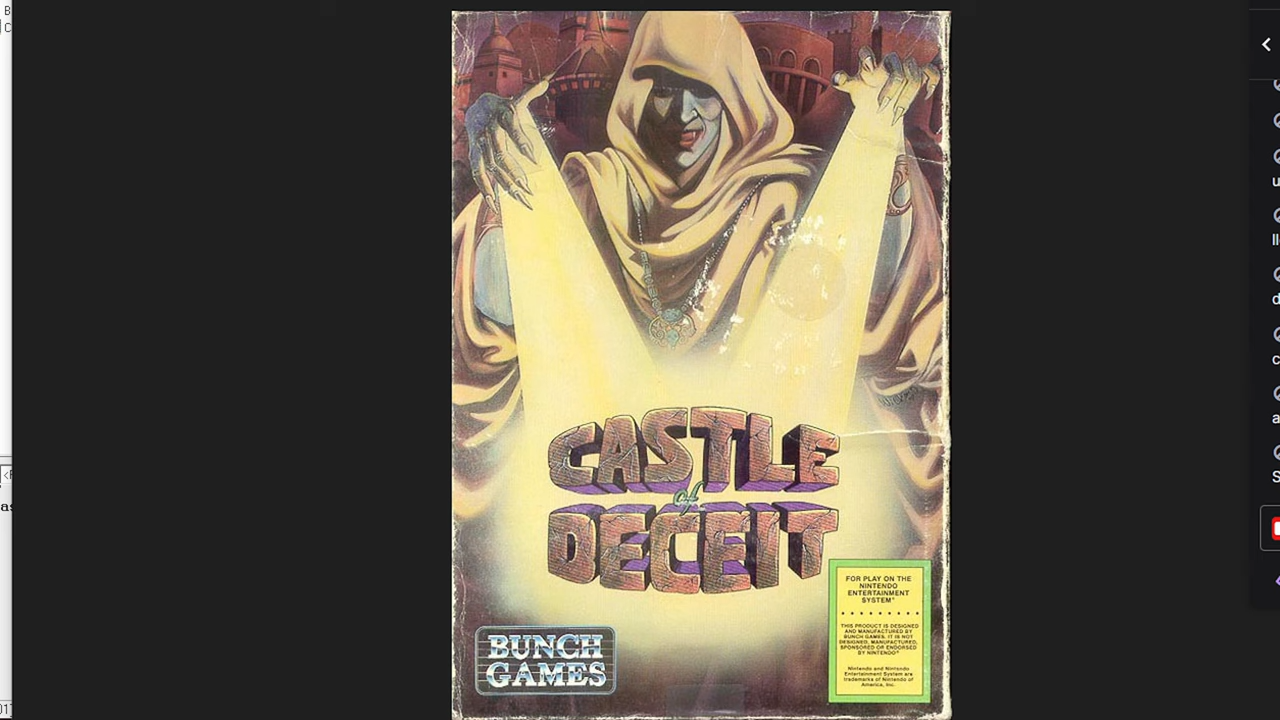 CASTLE
of
DECEIT
BUNCH
GAMES
FOR PLAY ON THE
NINTENDO
ENTERTAINMENT
SYSTEM®
THIS PRODUCT IS DESIGNED
AND MANUFACTURED BY
BUNCH GAMES. IT IS NOT
DESIGNED, MANUFACTURED,
SPONSORED OR ENDORSED
BY NINTENDO®
Nintendo and Nintendo
Entertainment System are
trademarks of Nintendo of
America, Inc.